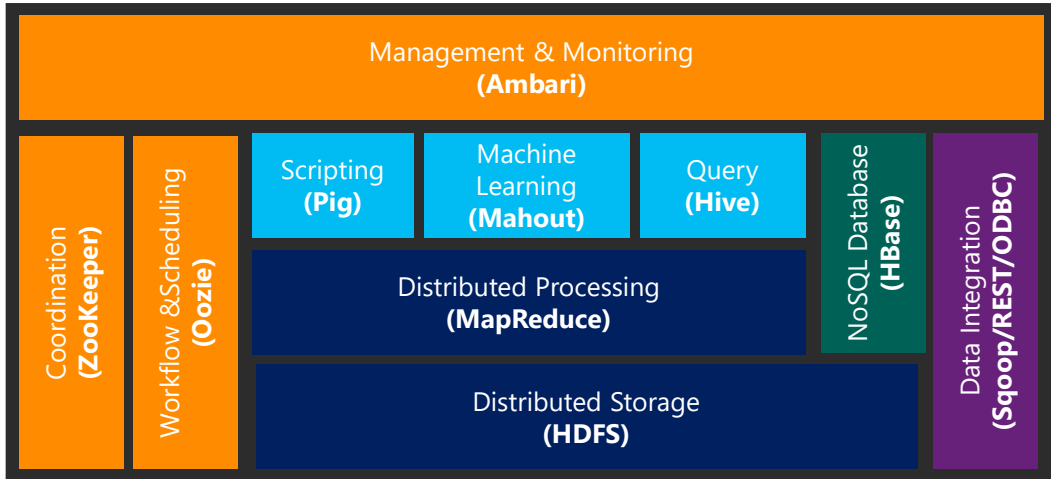 Management & Monitoring
(Ambari)
Coordination
(ZooKeeper)
Workflow &Scheduling
(Oozie)
Scripting
(Pig)
Machine
Learning
(Mahout)
Query
(Hive)
NoSQL Database
(HBase)
Data Integration
(Sqoop/REST/ODBC)
Distributed Processing
(MapReduce)
Distributed Storage
(HDFS)